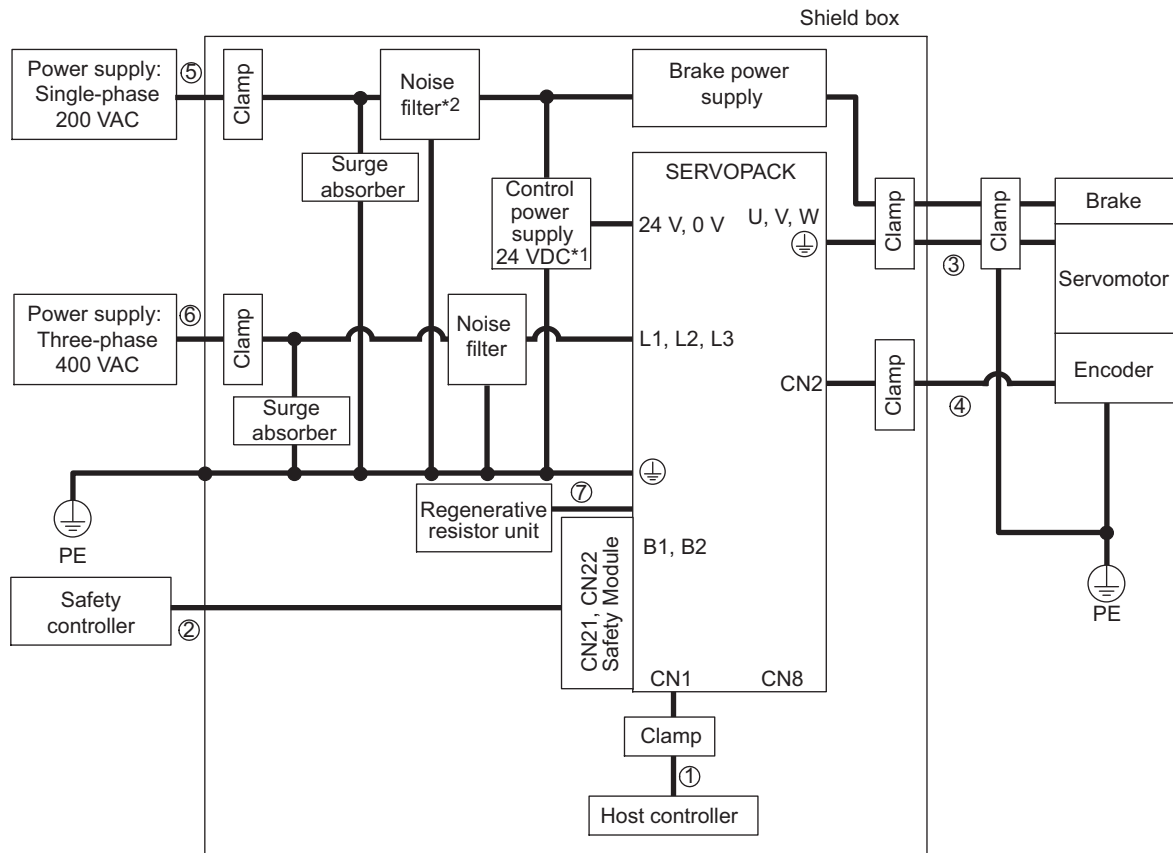 Shield box
Power supply:
Single-phase
200 VAC
⑤
Clamp
Noise
filter*2
Brake power
supply
Surge
absorber
Control
power
supply
24 VDC*1
SERVOPACK
24 V, 0 V
U, V, W
Clamp
Clamp
③
Brake
Servomotor
Encoder
Power supply:
Three-phase
400 VAC
⑥
Clamp
Noise
filter
L1, L2, L3
CN2
Clamp
④
Surge
absorber
PE
Regenerative
resistor unit
⑦
B1, B2
PE
Safety
controller
②
CN21, CN22
Safety Module
CN1
CN8
Clamp
①
Host controller